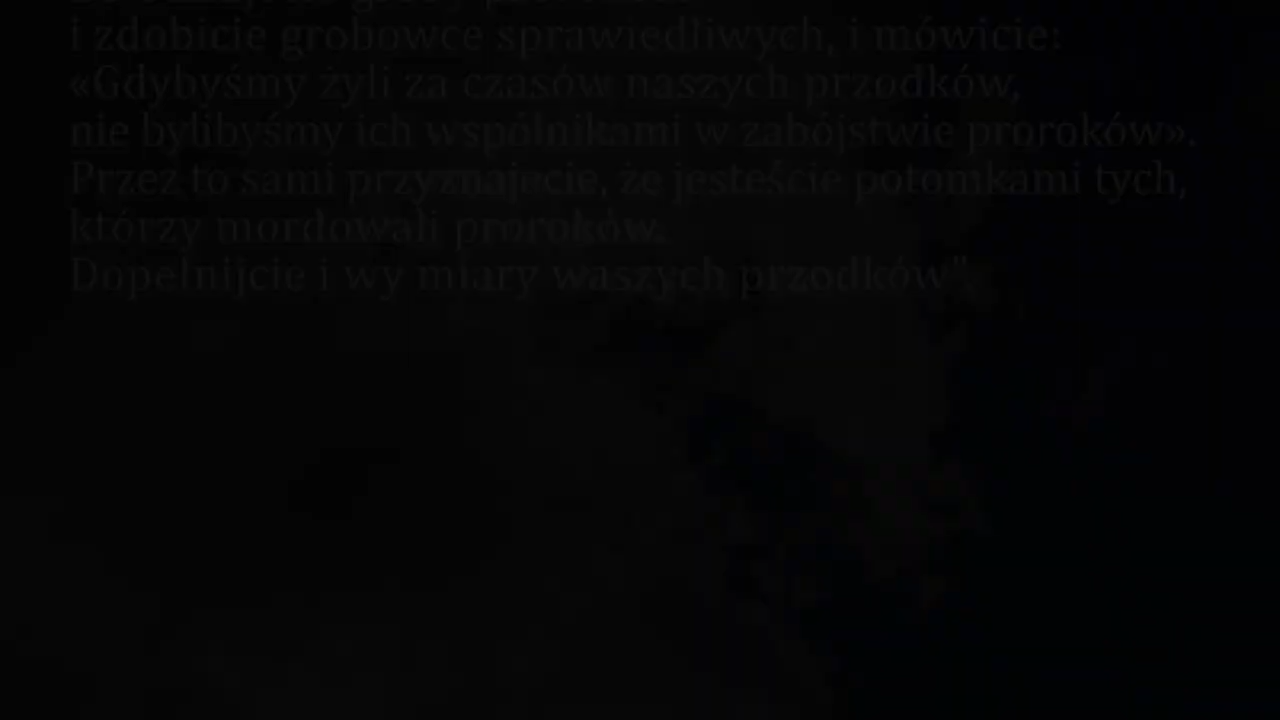 i zdobicie grobowce sprawiedliwych, i mówicie:
«Gdybyśmy żyli za czasów naszych przodków,
nie bylibyśmy ich wspólnikami w zabójstwie proroków».
Przez to sami przyznajecie, że jesteście potomkami tych,
którzy mordowali proroków.
Dopełnijcie i wy miary waszych przodków".